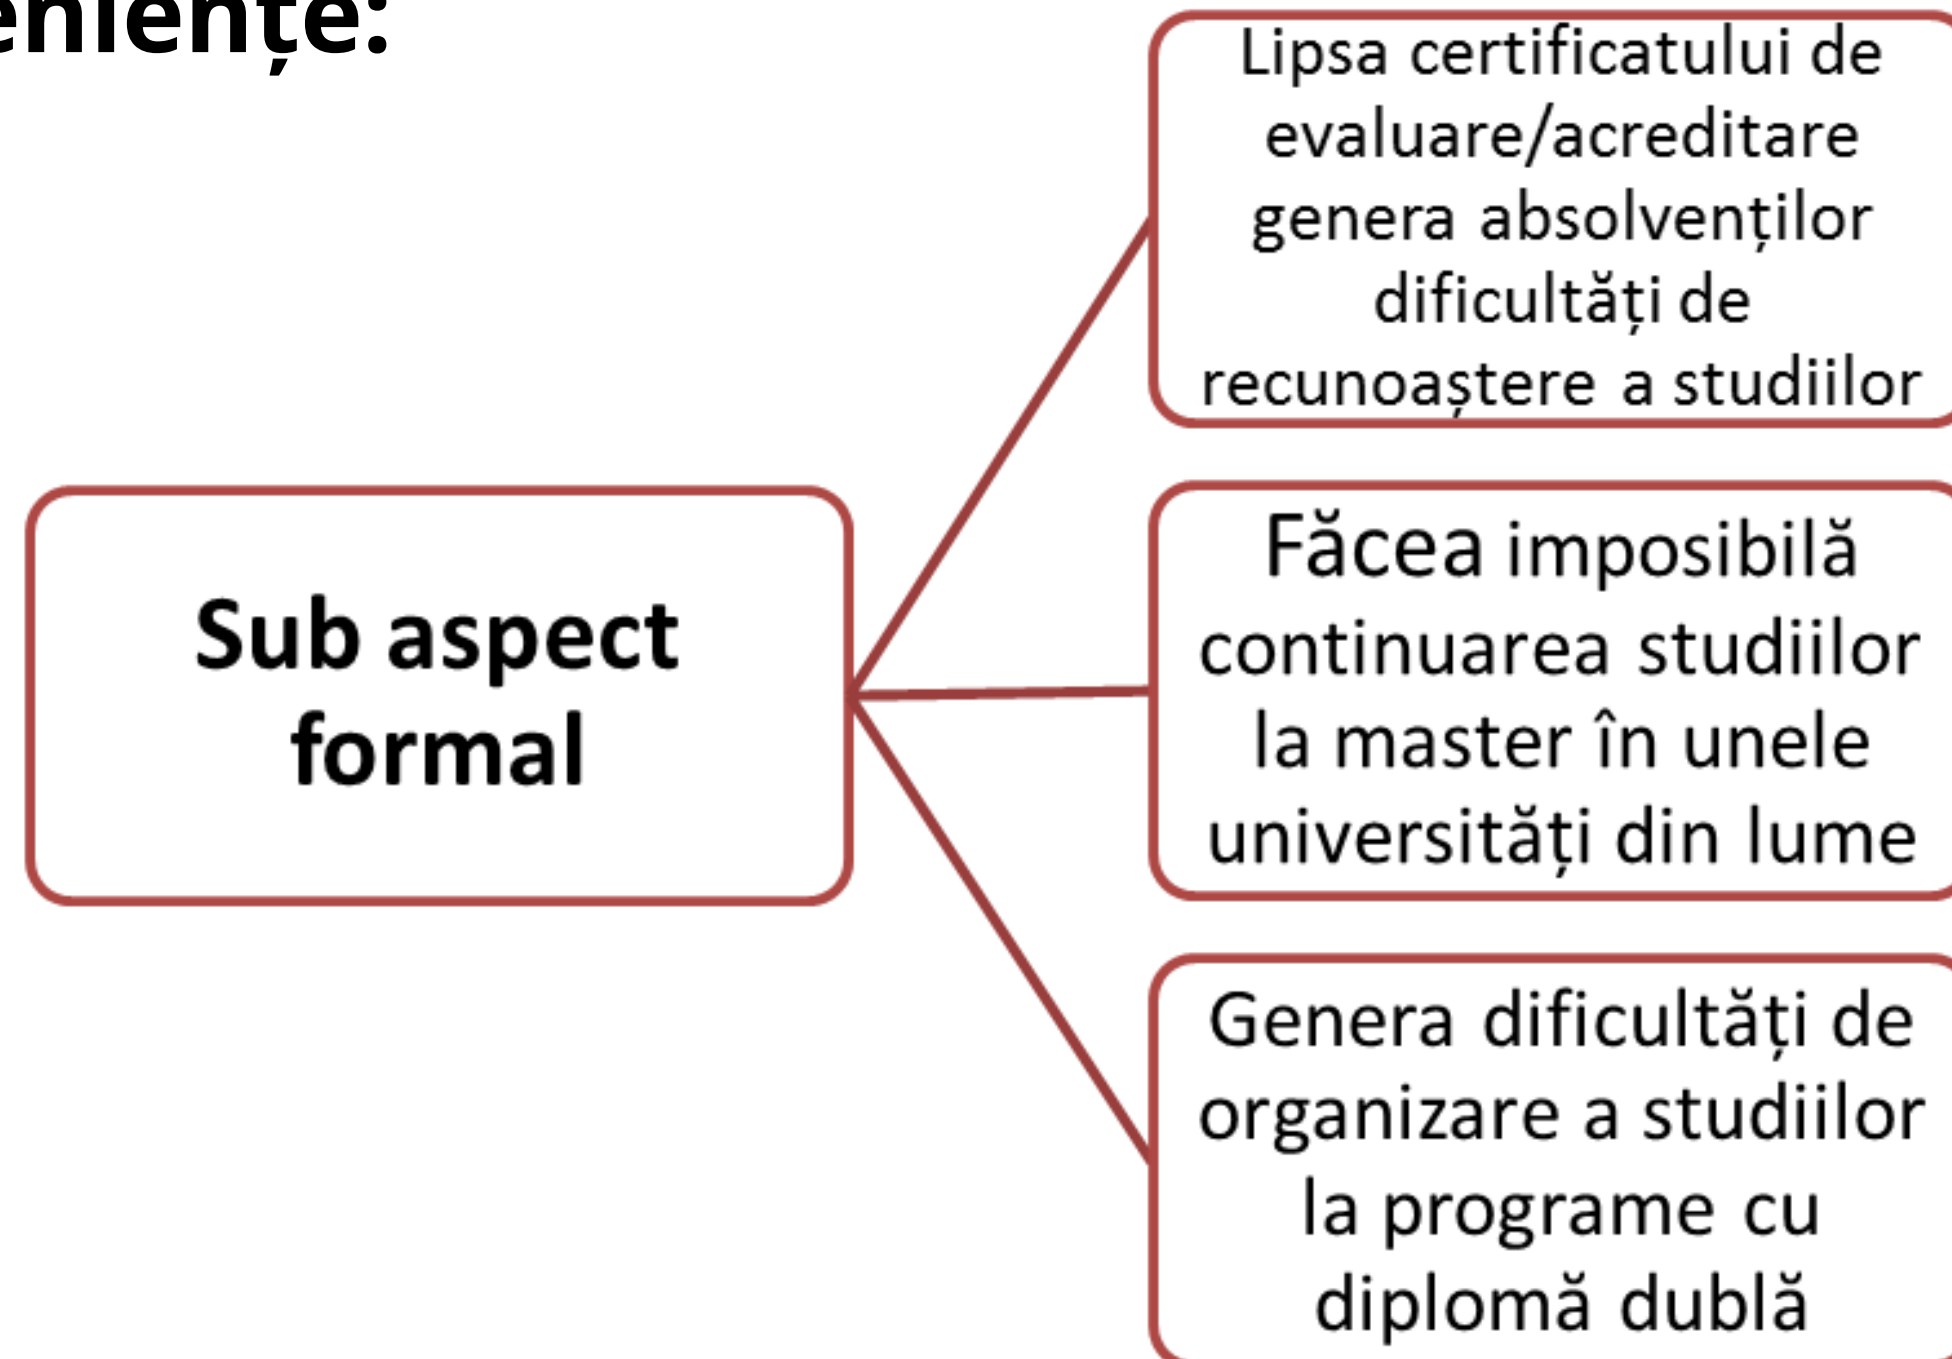 eniențe:
Lipsa certificatului de
evaluare/acreditare
genera absolvenților
dificultăți de
recunoaștere a studiilor
Sub aspect
formal
Făcea imposibilă
continuarea studiilor
la master în unele
universități din lume
Genera dificultăți de
organizare a studiilor
la programe cu
diplomă dublă